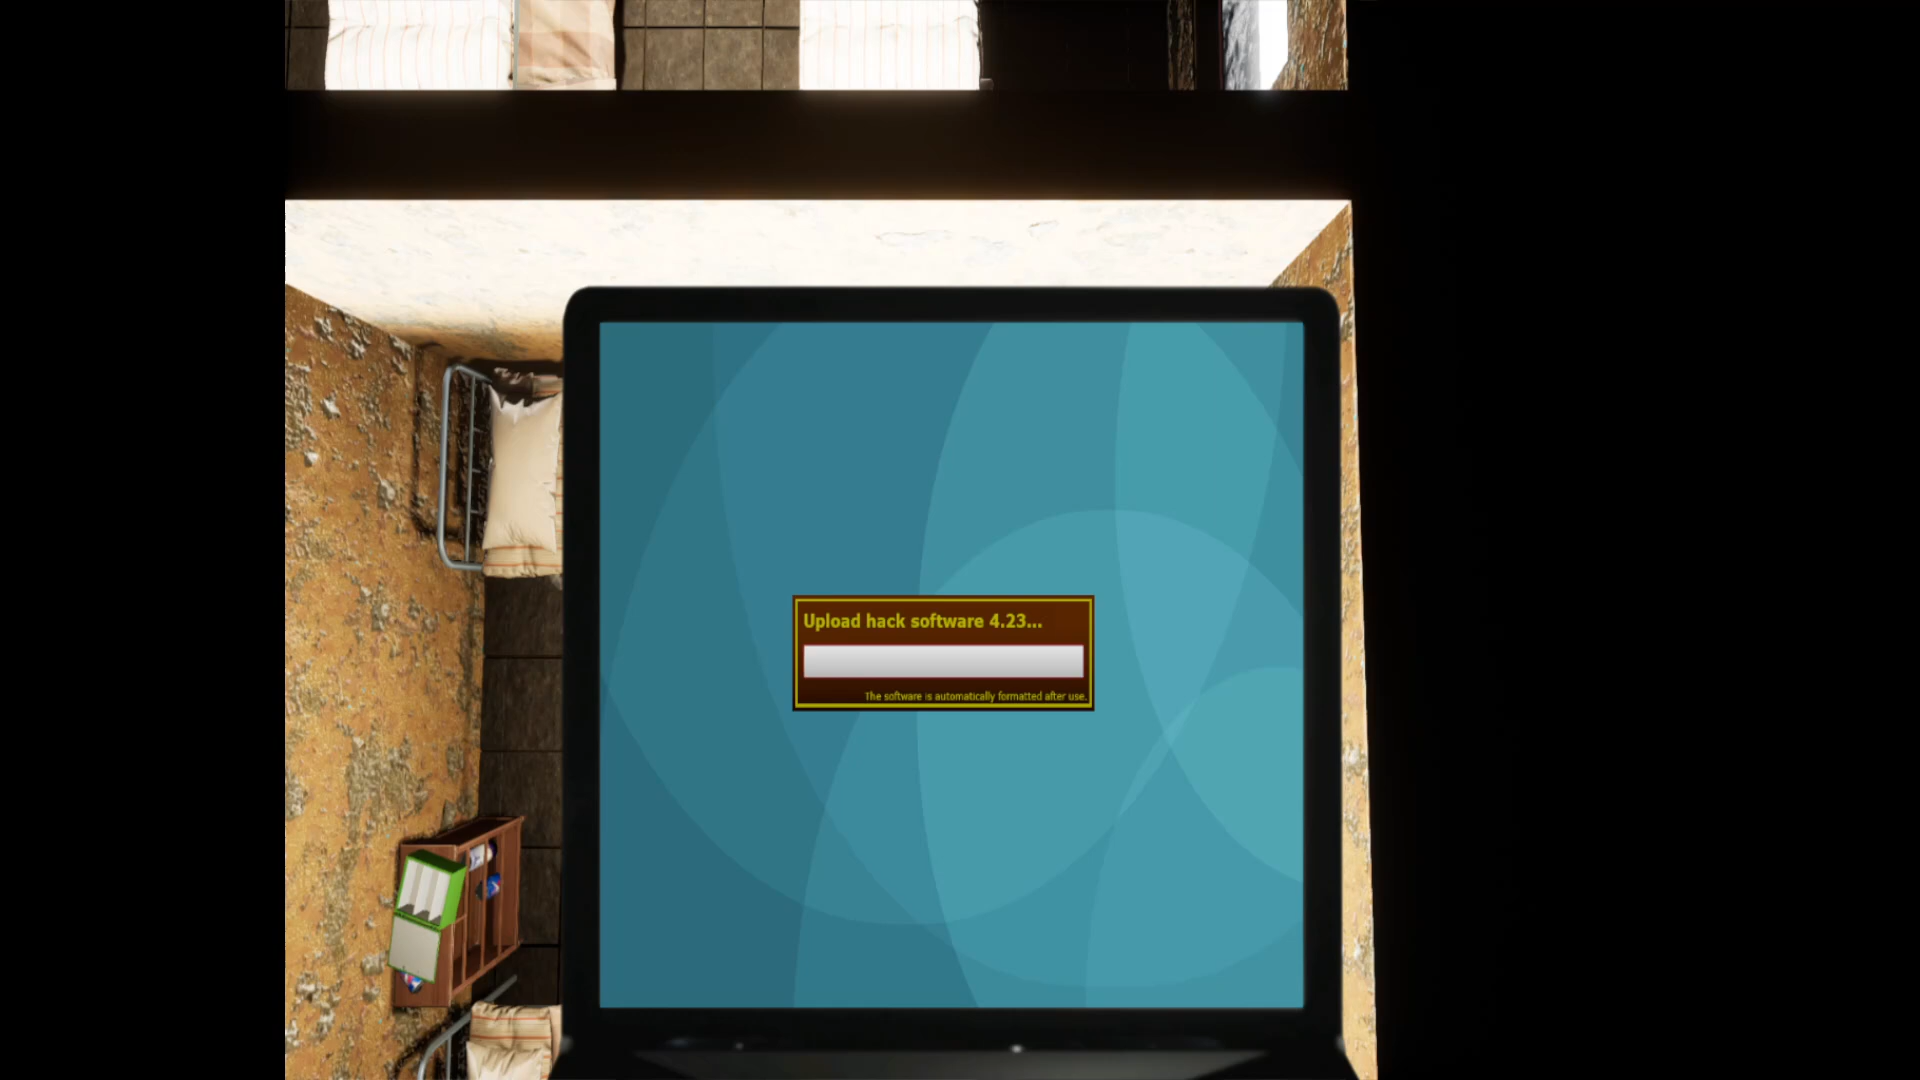 Upload hack software 4.23...
The software is automatically formatted after use.